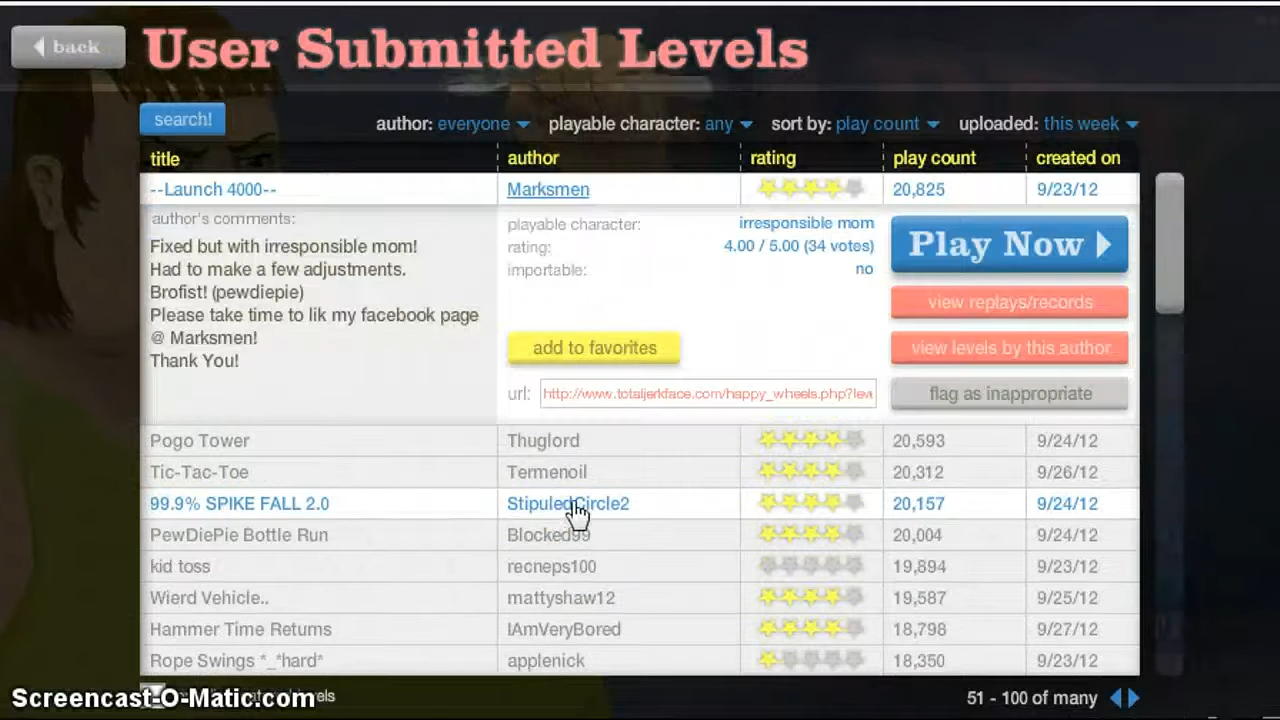 back
User Submitted Levels
search!
author: everyone playable character: any sort by: play count uploaded: this week
title author rating play count created on
--Launch 4000-- Marksmen 20,825 9/23/12
author's comments:
Fixed but with irresponsible mom!
Had to make a few adjustments.
Brofist! (pewdiepie)
Please take time to lik my facebook page
@ Marksmen!
Thank You!
playable character: irresponsible mom
rating: 4.00 / 5.00 (34 votes)
importable: no
add to favorites
url: http://www.totaljerkface.com/happy_wheels.php?lev
Play Now
view replays/records
view levels by this author
flag as inappropriate
Pogo Tower Thuglord 20,593 9/24/12
Tic-Tac-Toe Termenoil 20,312 9/26/12
99.9% SPIKE FALL 2.0 StipuledCircle2 20,157 9/24/12
PewDiePie Bottle Run Blocked99 20,004 9/24/12
kid toss recneps100 19,894 9/23/12
Wierd Vehicle.. mattyshaw12 19,587 9/25/12
Hammer Time Returns IAmVeryBored 18,798 9/27/12
Rope Swings *_*hard* applenick 18,350 9/23/12
Screencast-O-Matic.com
51 - 100 of many